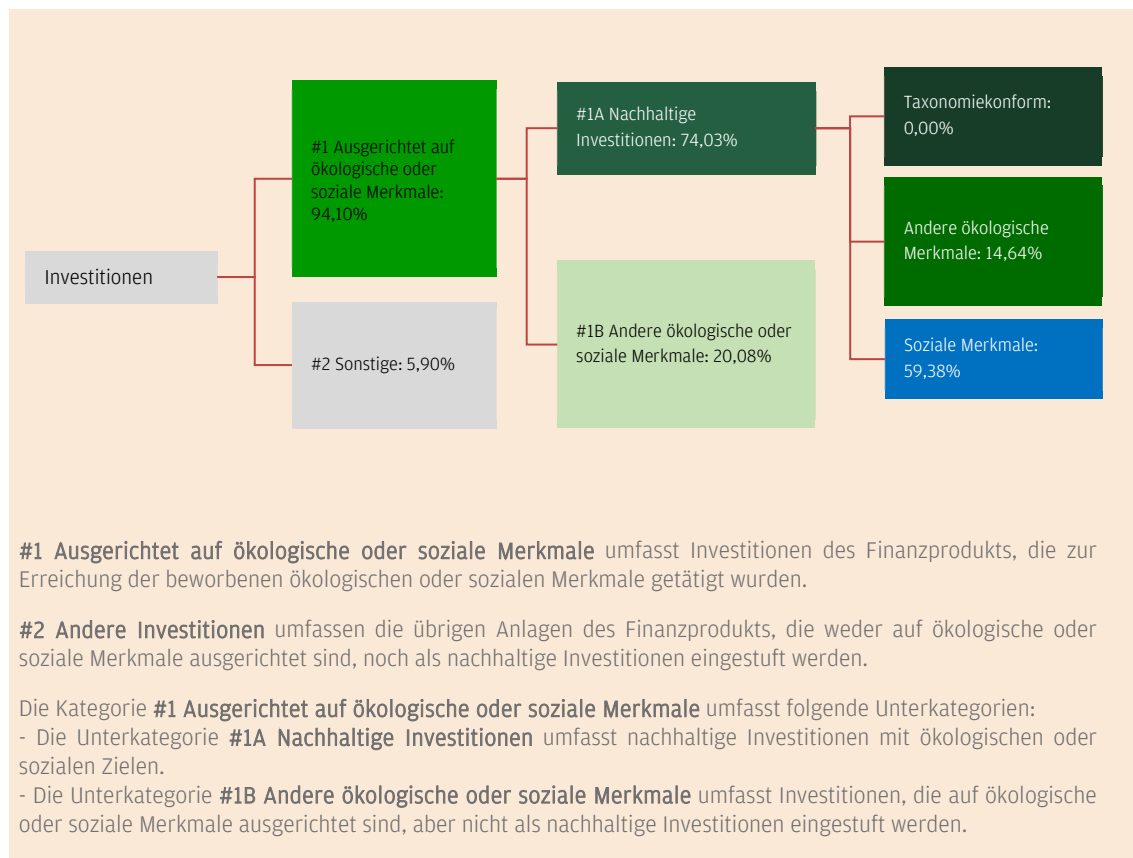 Investitionen
#1 Ausgerichtet auf
ökologische oder
soziale Merkmale:
94,10%
#2 Sonstige: 5,90%
#1A Nachhaltige
Investitionen: 74,03%
#1B Andere ökologische oder
soziale Merkmale: 20,08%
Taxonomiekonform:
0,00%
Andere ökologische
Merkmale: 14,64%
Soziale Merkmale:
59,38%
#1 Ausgerichtet auf ökologische oder soziale Merkmale umfasst Investitionen des Finanzprodukts, die zur
Erreichung der beworbenen ökologischen oder sozialen Merkmale getätigt wurden.
#2 Andere Investitionen umfassen die übrigen Anlagen des Finanzprodukts, die weder auf ökologische oder
soziale Merkmale ausgerichtet sind, noch als nachhaltige Investitionen eingestuft werden.
Die Kategorie #1 Ausgerichtet auf ökologische oder soziale Merkmale umfasst folgende Unterkategorien:
- Die Unterkategorie #1A Nachhaltige Investitionen umfasst nachhaltige Investitionen mit ökologischen oder
sozialen Zielen.
- Die Unterkategorie #1B Andere ökologische oder soziale Merkmale umfasst Investitionen, die auf ökologische
oder soziale Merkmale ausgerichtet sind, aber nicht als nachhaltige Investitionen eingestuft werden.